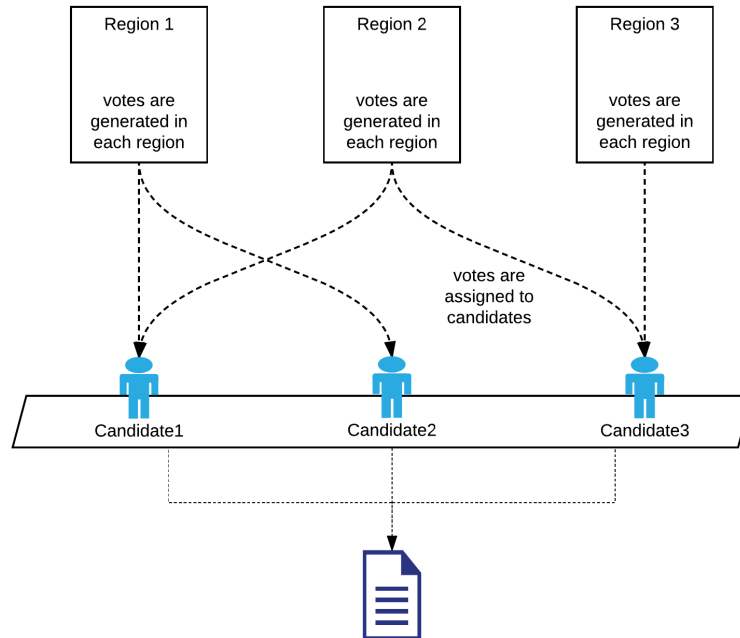 Region 1
votes are
generated in
each region
Region 2
votes are
generated in
each region
Region 3
votes are
generated in
each region
votes are
assigned to
candidates
Candidate1
Candidate2
Candidate3